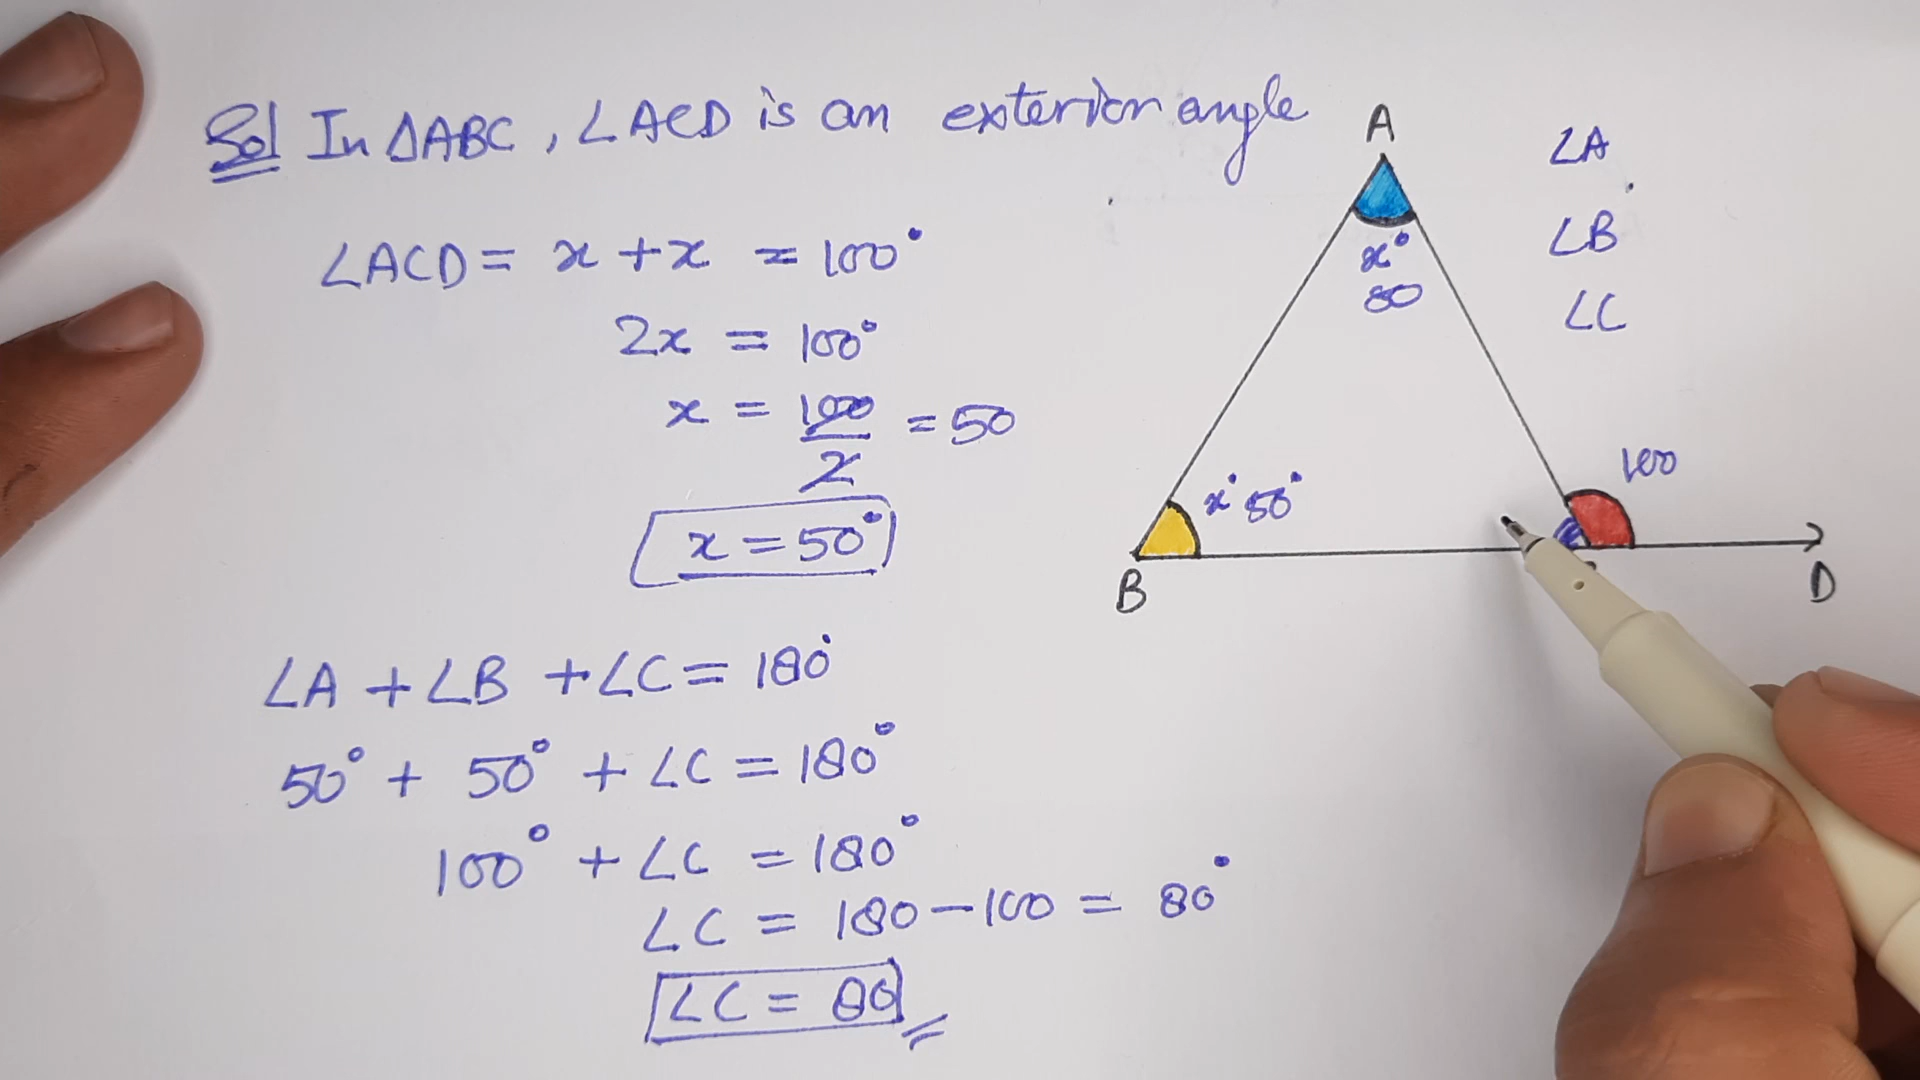 Sol In ΔABC, ∠ACD is an exterior angle
∠ACD = x + x = 100°
2x = 100°
x = 100/2 = 50
x = 50°
∠A + ∠B + ∠C = 180°
50° + 50° + ∠C = 180°
100° + ∠C = 180°
∠C = 180 - 100 = 80°
∠C = 80
A
x°
80
x° 50°
100
B
D
∠A
∠B
∠C